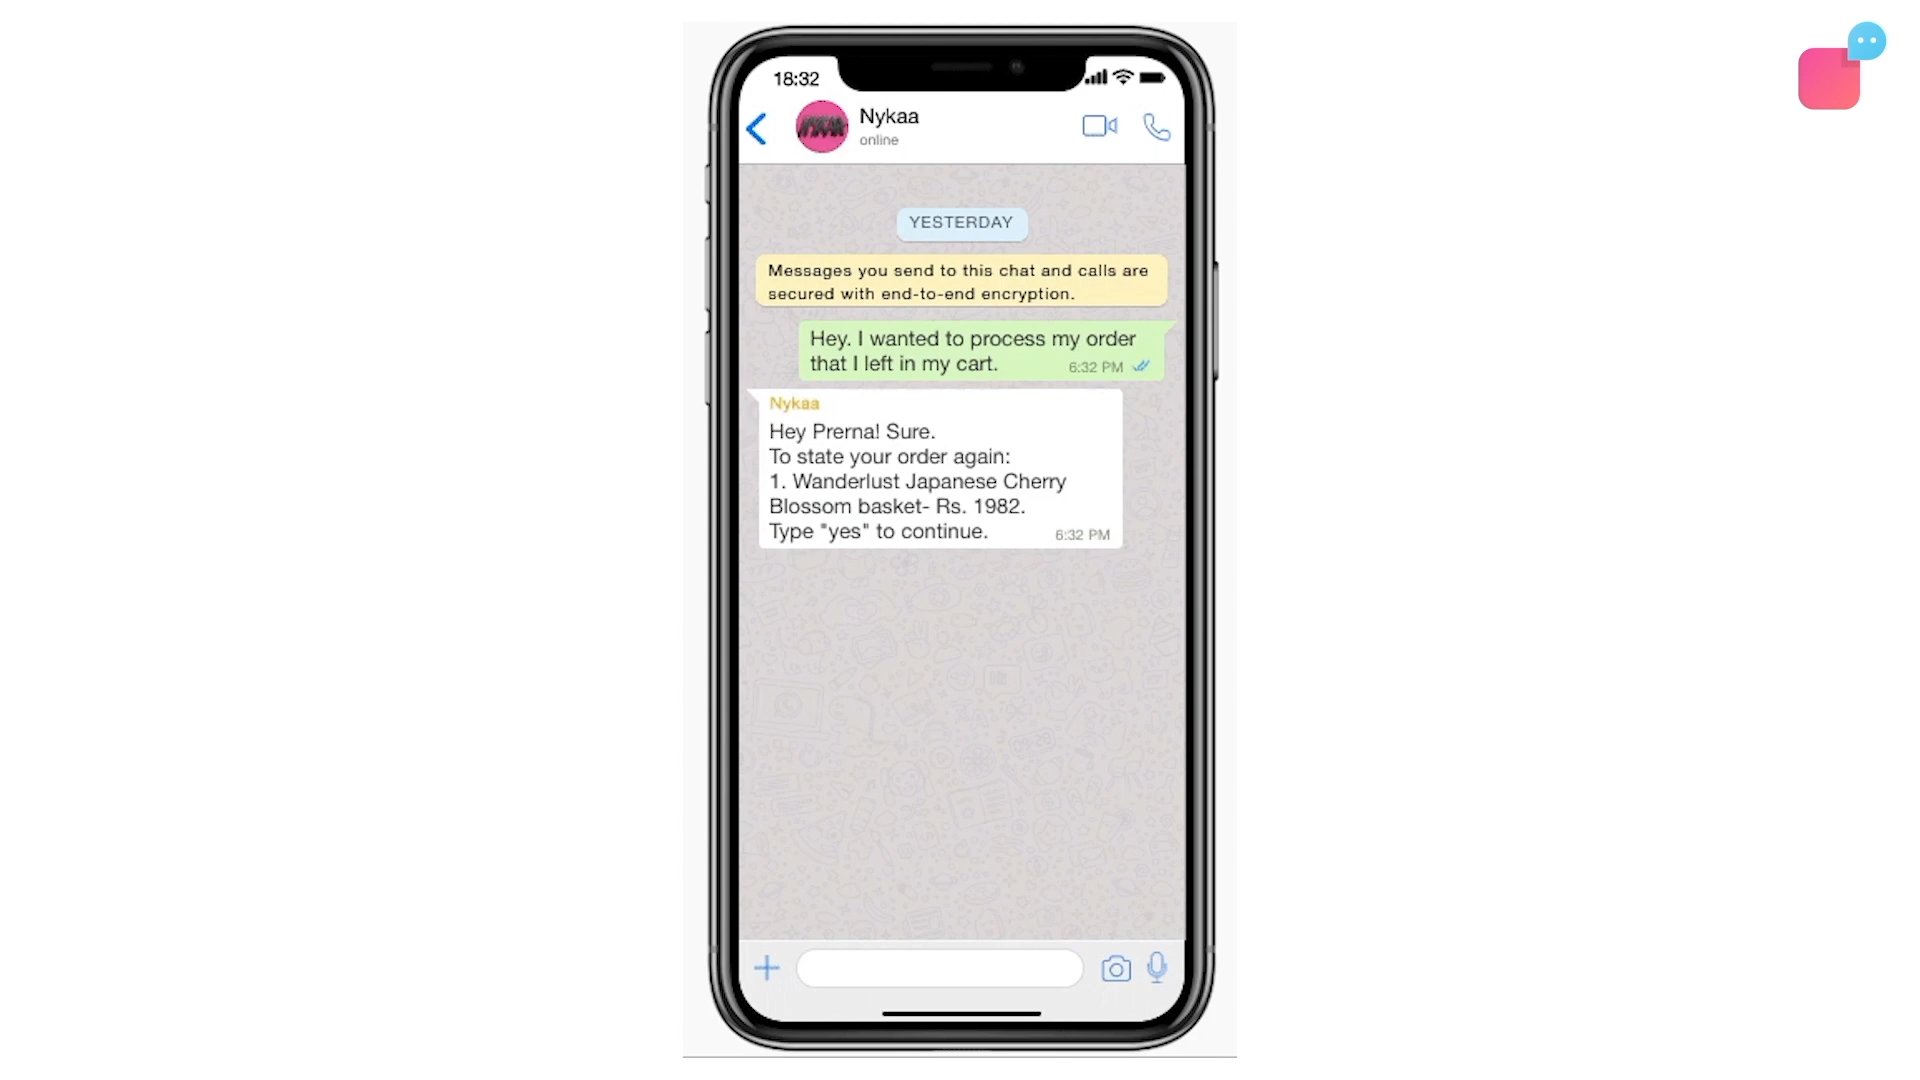 18:32
Nykaa
online
YESTERDAY
Messages you send to this chat and calls are
secured with end-to-end encryption.
Hey. I wanted to process my order
that I left in my cart.
6:32 PM
Nykaa
Hey Prerna! Sure.
To state your order again:
1. Wanderlust Japanese Cherry
Blossom basket- Rs. 1982.
Type "yes" to continue.
6:32 PM